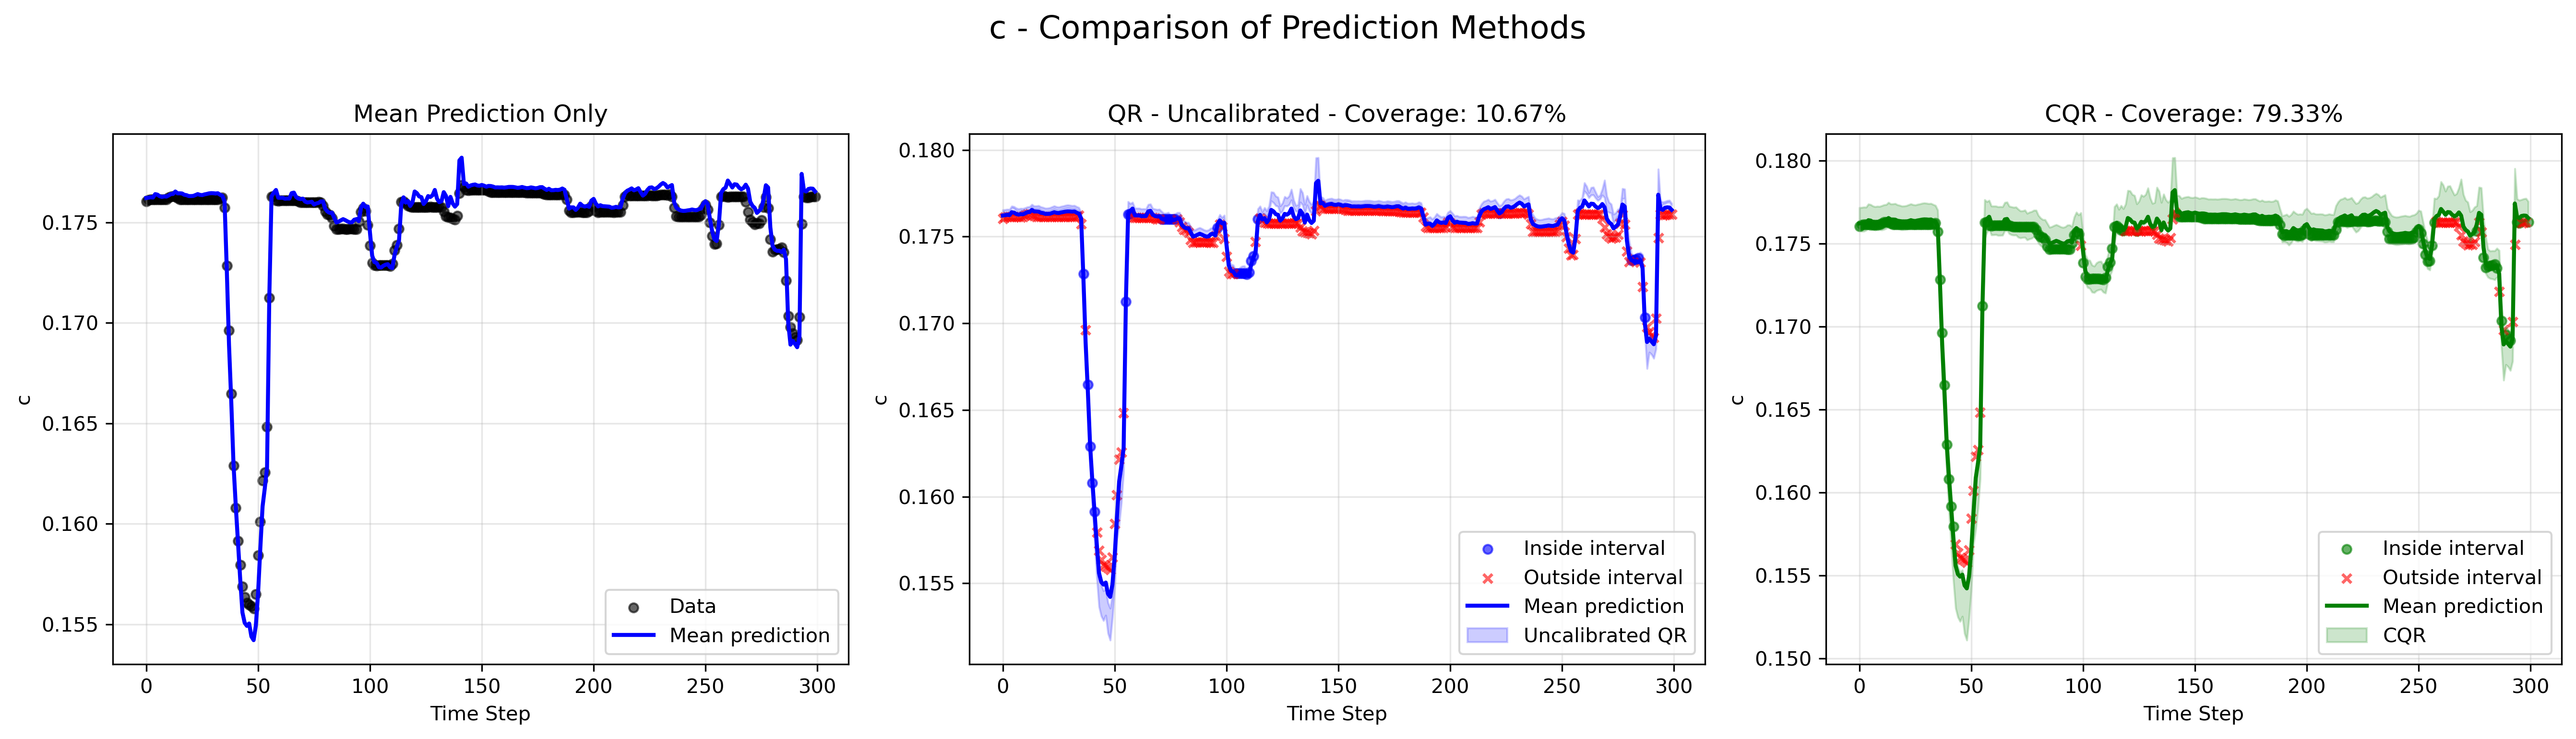 c - Comparison of Prediction Methods
Mean Prediction Only
c
0.175
0.170
0.165
0.160
0.155
0 50 100 150 200 250 300
Time Step
Data
Mean prediction
QR - Uncalibrated - Coverage: 10.67%
c
0.180
0.175
0.170
0.165
0.160
0.155
0 50 100 150 200 250 300
Time Step
Inside interval
Outside interval
Mean prediction
Uncalibrated QR
CQR - Coverage: 79.33%
c
0.180
0.175
0.170
0.165
0.160
0.155
0.150
0 50 100 150 200 250 300
Time Step
Inside interval
Outside interval
Mean prediction
CQR